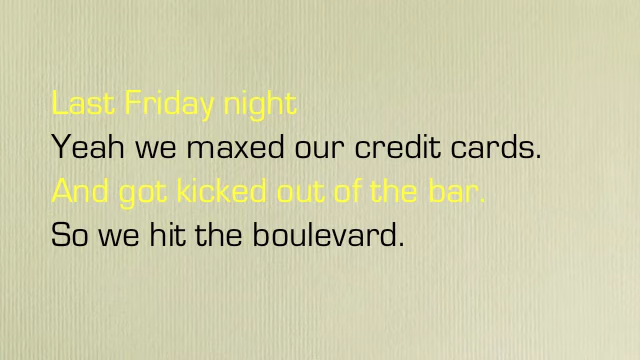 Last Friday night
Yeah we maxed our credit cards.
And got kicked out of the bar.
So we hit the boulevard.